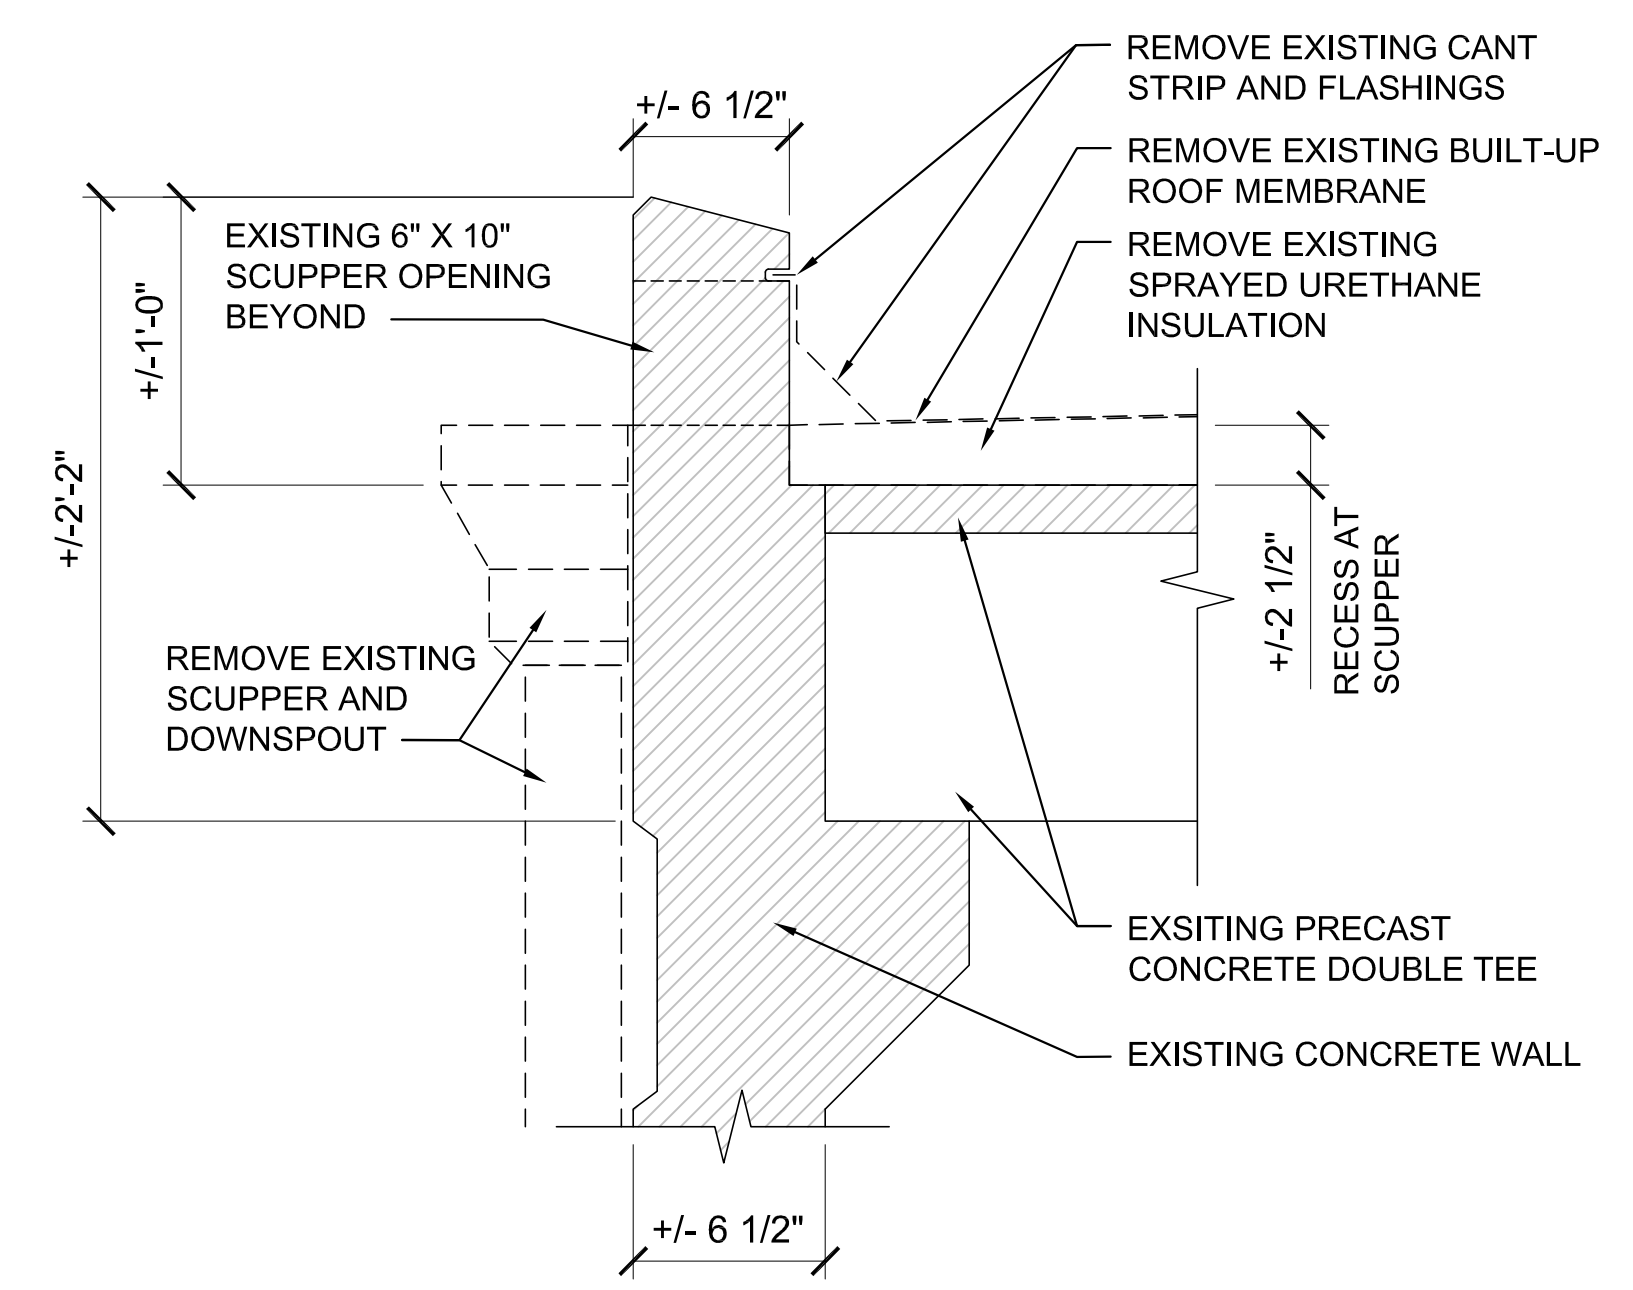 REMOVE EXISTING CANT
STRIP AND FLASHINGS
+/- 6 1/2"
REMOVE EXISTING BUILT-UP
ROOF MEMBRANE
EXISTING 6" X 10"
SCUPPER OPENING
BEYOND
REMOVE EXISTING
SPRAYED URETHANE
INSULATION
+/-1'-0"
+/-2'-2"
+/-2 1/2"
RECESS AT
SCUPPER
REMOVE EXISTING
SCUPPER AND
DOWNSPOUT
EXSITING PRECAST
CONCRETE DOUBLE TEE
EXISTING CONCRETE WALL
+/- 6 1/2"